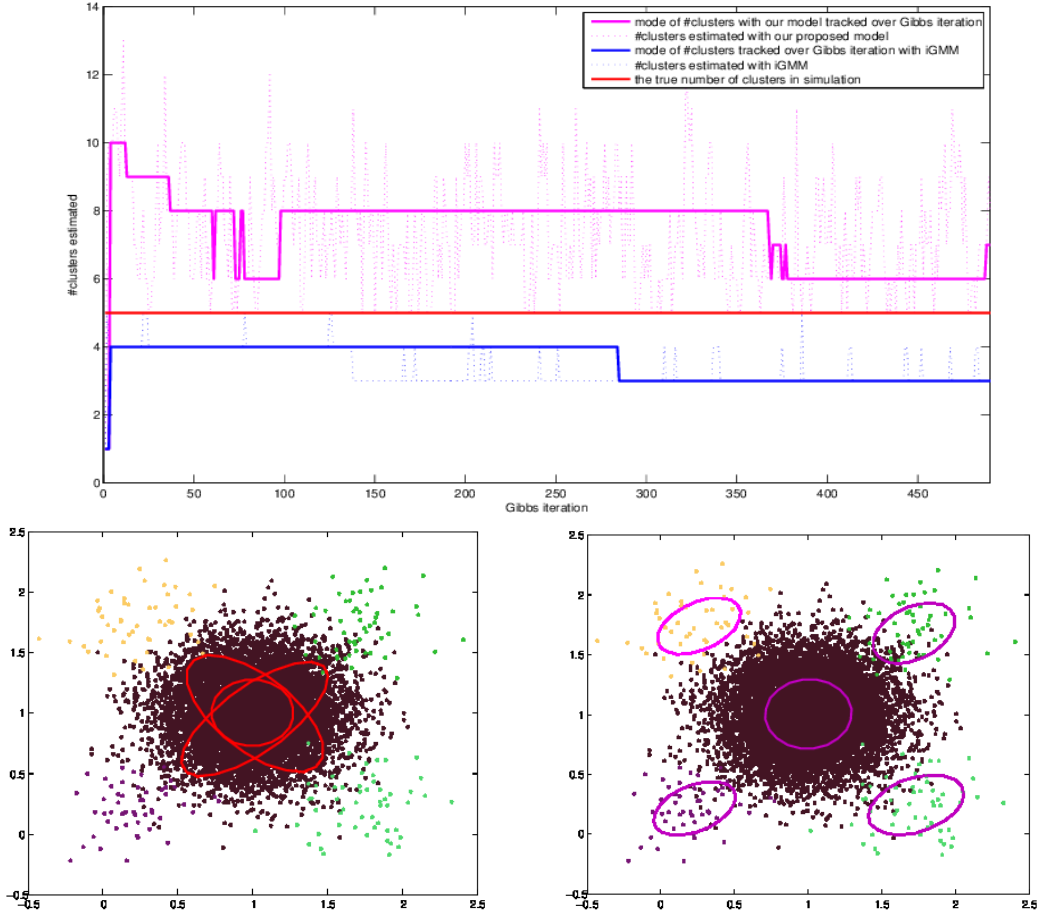 14
12
10
8
6
4
2
0
#clusters estimated
mode of #clusters with our model tracked over Gibbs iteration
#clusters estimated with our proposed model
mode of #clusters tracked over Gibbs iteration with iGMM
#clusters estimated with iGMM
the true number of clusters in simulation
0 50 100 150 200 250 300 350 400 450
Gibbs iteration
2.5
2
1.5
1
0.5
0
-0.5
-0.5 0 0.5 1 1.5 2 2.5
2.5
2
1.5
1
0.5
0
-0.5
-0.5 0 0.5 1 1.5 2 2.5